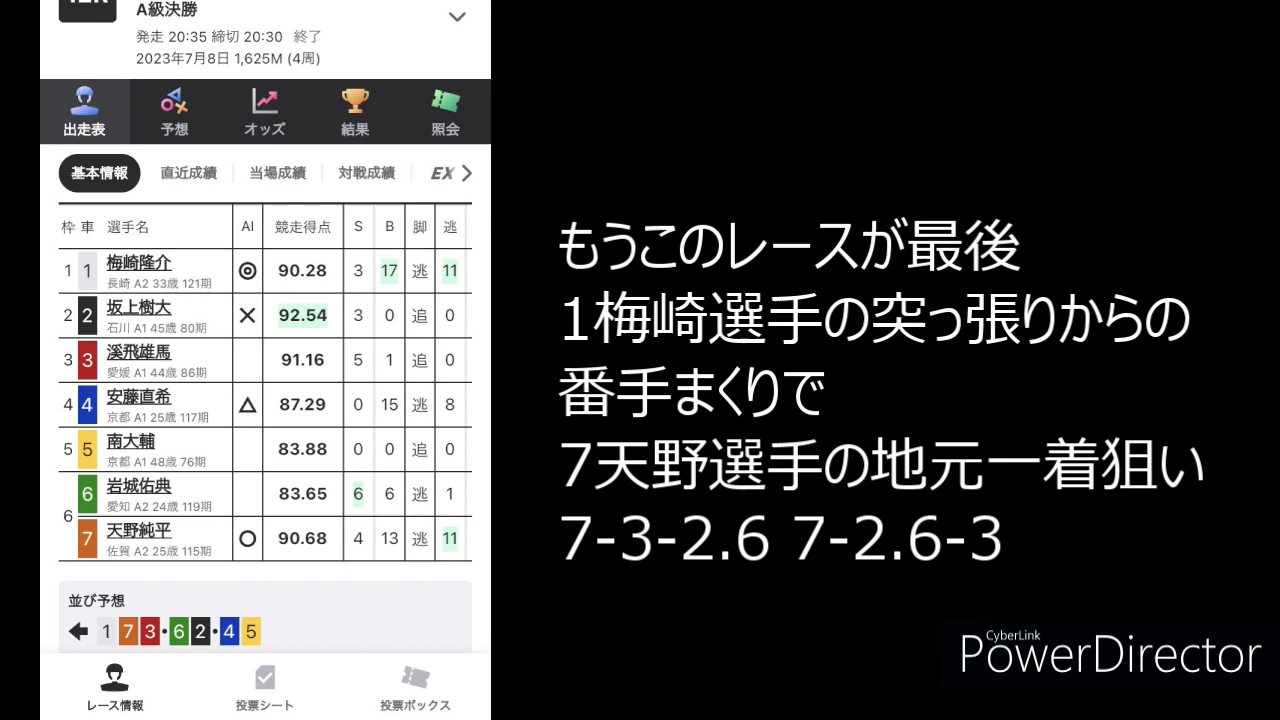 A級決勝
発走 20:35 締切 20:30 終了
2023年7月8日 1,625M (4周)
出走表 予想 オッズ 結果 照会
基本情報 直近成績 当場成績 対戦成績 EX
枠 車 選手名 AI 競走得点 S B 脚 逃
1 1 梅崎隆介 ◎ 90.28 3 17 逃 11
長崎 A2 33歳 121期
2 2 坂上樹大 × 92.54 3 0 追 0
石川 A1 45歳 80期
3 3 溪飛雄馬 91.16 5 1 追 0
愛媛 A1 44歳 86期
4 4 安藤直希 △ 87.29 0 15 逃 8
京都 A1 25歳 117期
5 5 南大輔 83.88 0 0 追 0
京都 A1 48歳 76期
6 6 岩城佑典 83.65 6 6 逃 1
愛知 A2 24歳 119期
7 天野純平 ○ 90.68 4 13 逃 11
佐賀 A2 25歳 115期
並び予想
← 1 7 3・6 2・4 5
レース情報 投票シート 投票ボックス
もうこのレースが最後
1梅崎選手の突っ張りからの
番手まくりで
7天野選手の地元一着狙い
7-3-2.6 7-2.6-3
CyberLink
PowerDirector